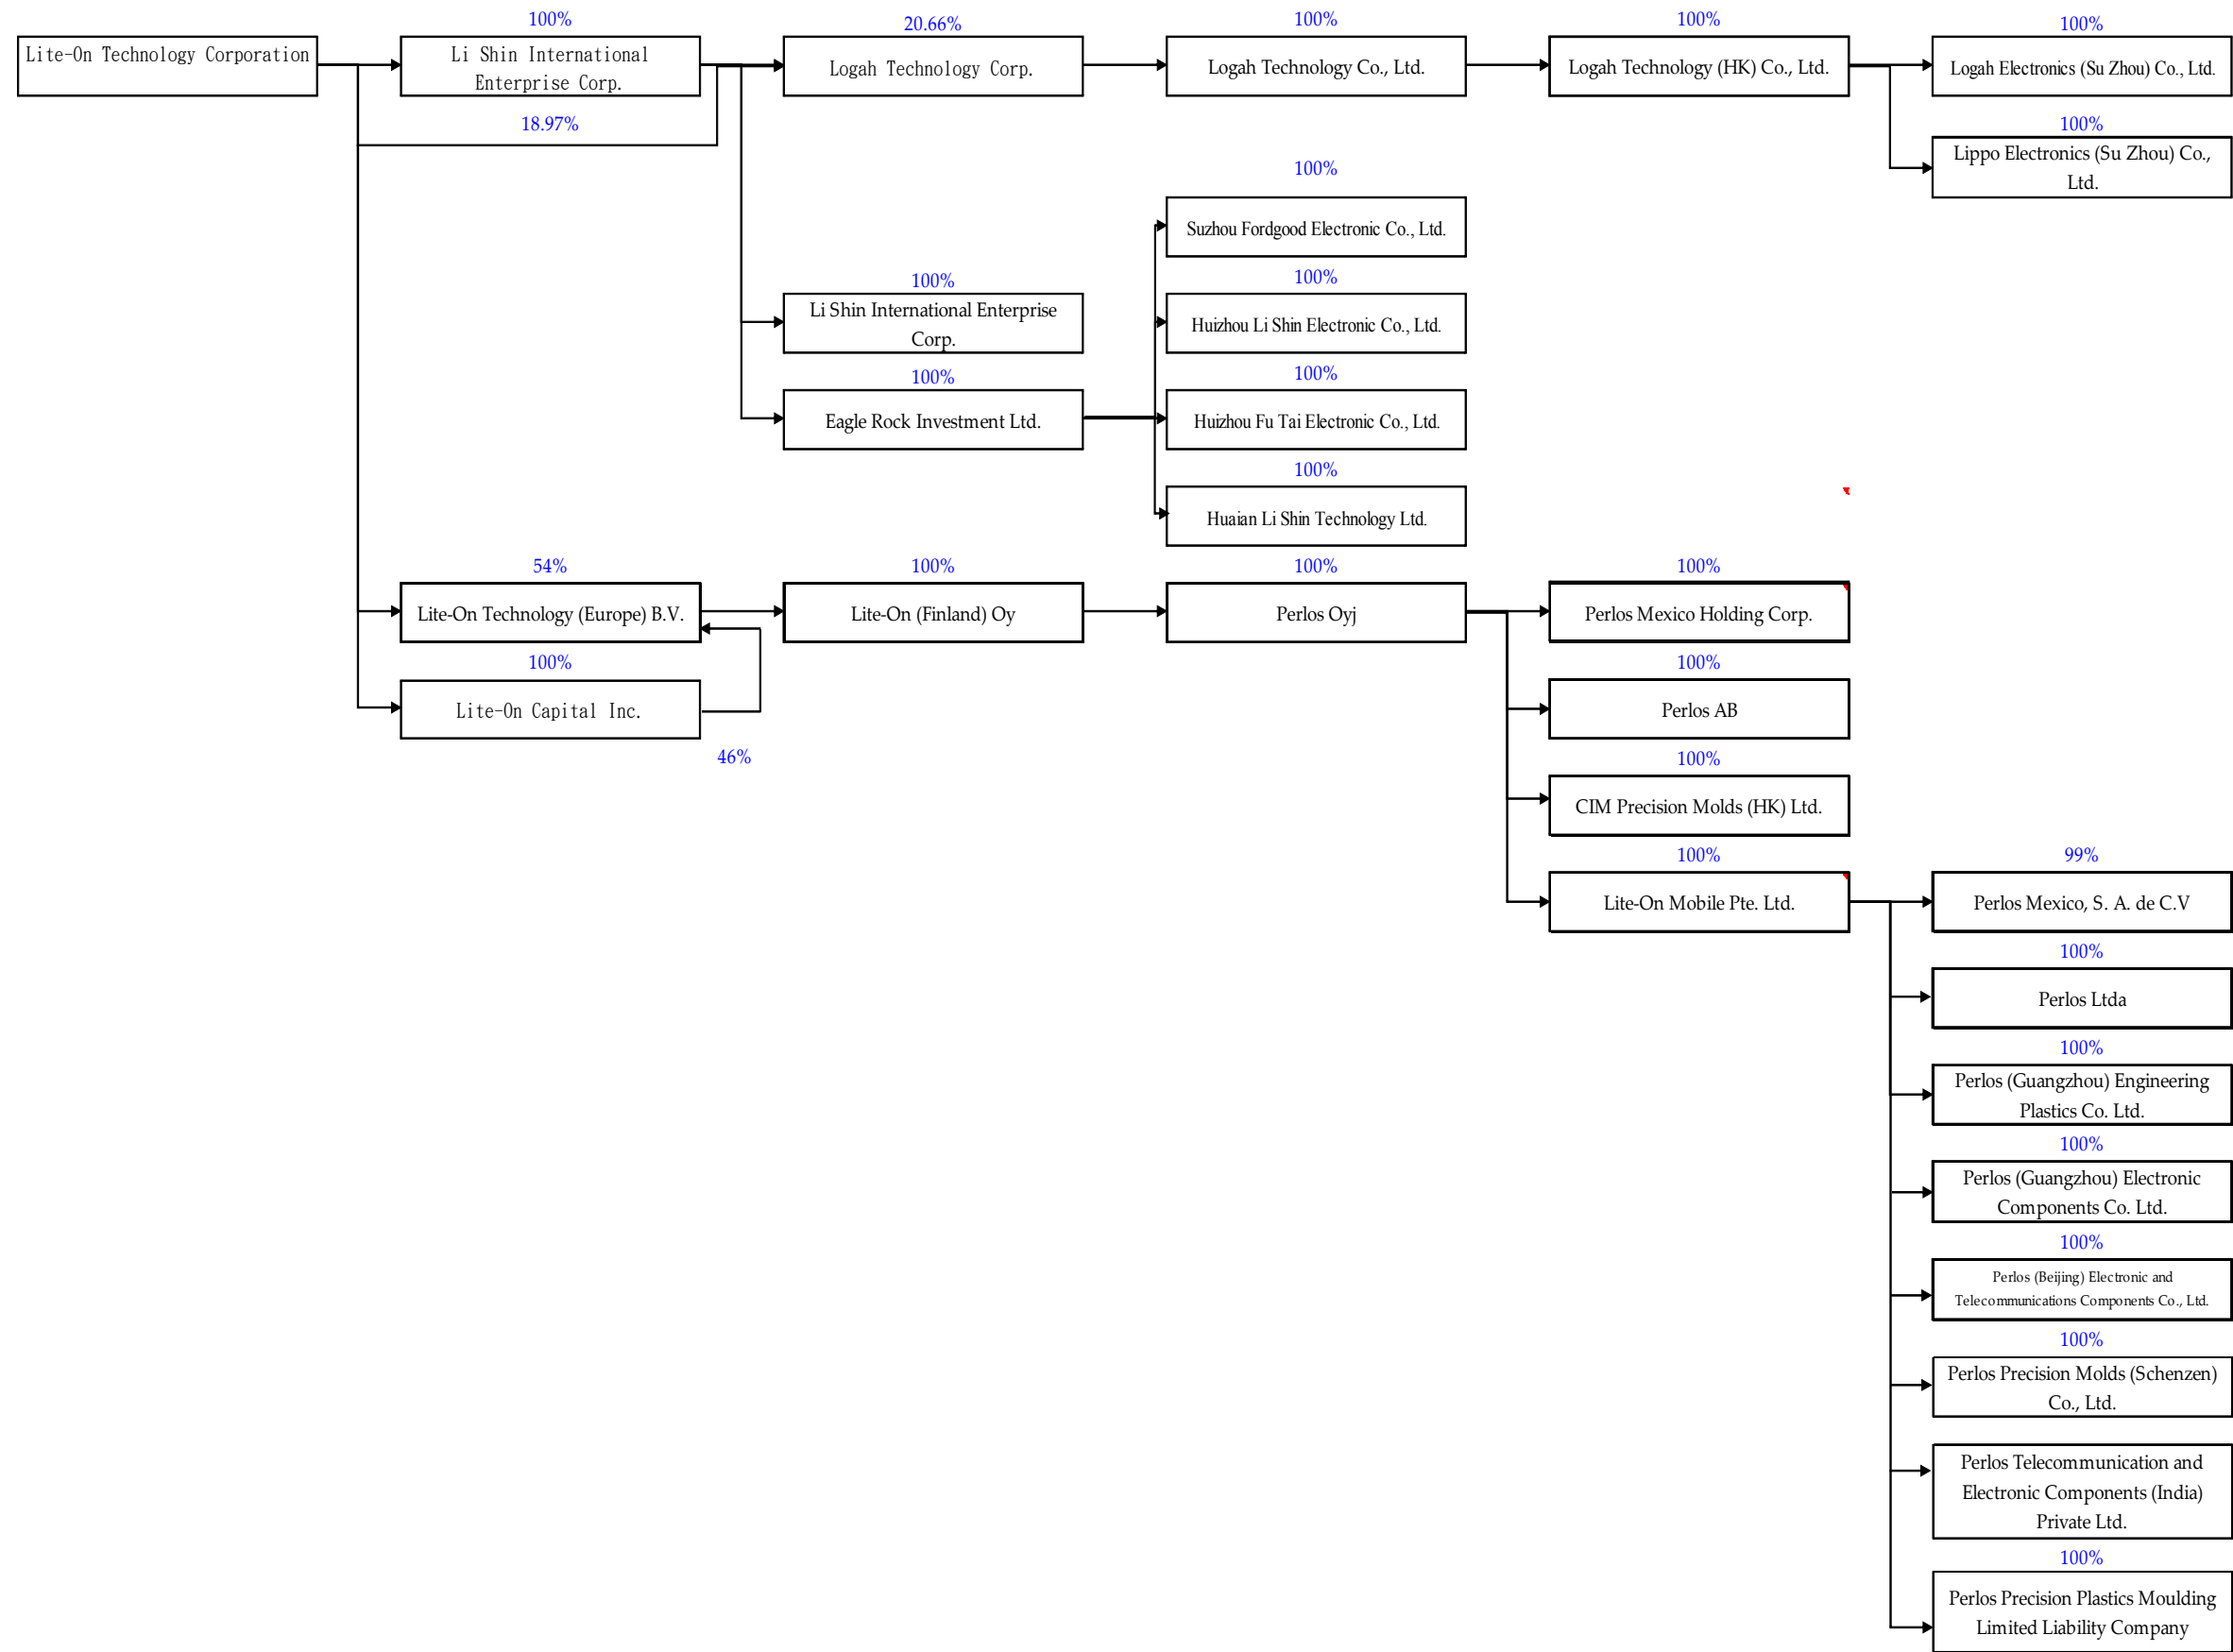 100%
20.66%
100%
100%
100%
Lite-On Technology Corporation
Li Shin International
Enterprise Corp.
Logah Technology Corp.
Logah Technology Co., Ltd.
Logah Technology (HK) Co., Ltd.
Logah Electronics (Su Zhou) Co., Ltd.
18.97%
100%
Lippo Electronics (Su Zhou) Co.,
Ltd.
100%
Suzhou Fordgood Electronic Co., Ltd.
100%
100%
Li Shin International Enterprise
Corp.
Huizhou Li Shin Electronic Co., Ltd.
100%
100%
Eagle Rock Investment Ltd.
Huizhou Fu Tai Electronic Co., Ltd.
100%
Huaian Li Shin Technology Ltd.
54%
100%
100%
100%
Lite-On Technology (Europe) B.V.
Lite-On (Finland) Oy
Perlos Oyj
Perlos Mexico Holding Corp.
100%
100%
Lite-On Capital Inc.
Perlos AB
46%
100%
CIM Precision Molds (HK) Ltd.
100%
99%
Lite-On Mobile Pte. Ltd.
Perlos Mexico, S. A. de C.V
100%
Perlos Ltda
100%
Perlos (Guangzhou) Engineering
Plastics Co. Ltd.
100%
Perlos (Guangzhou) Electronic
Components Co. Ltd.
100%
Perlos (Beijing) Electronic and
Telecommunications Components Co., Ltd.
100%
Perlos Precision Molds (Schenzen)
Co., Ltd.
Perlos Telecommunication and
Electronic Components (India)
Private Ltd.
100%
Perlos Precision Plastics Moulding
Limited Liability Company